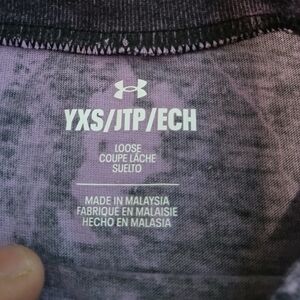 YXS/JTP/ECH
LOOSE
COUPE LÂCHE
SUELTO
MADE IN MALAYSIA
FABRIQUÉ EN MALAISIE
HECHO EN MALASIA